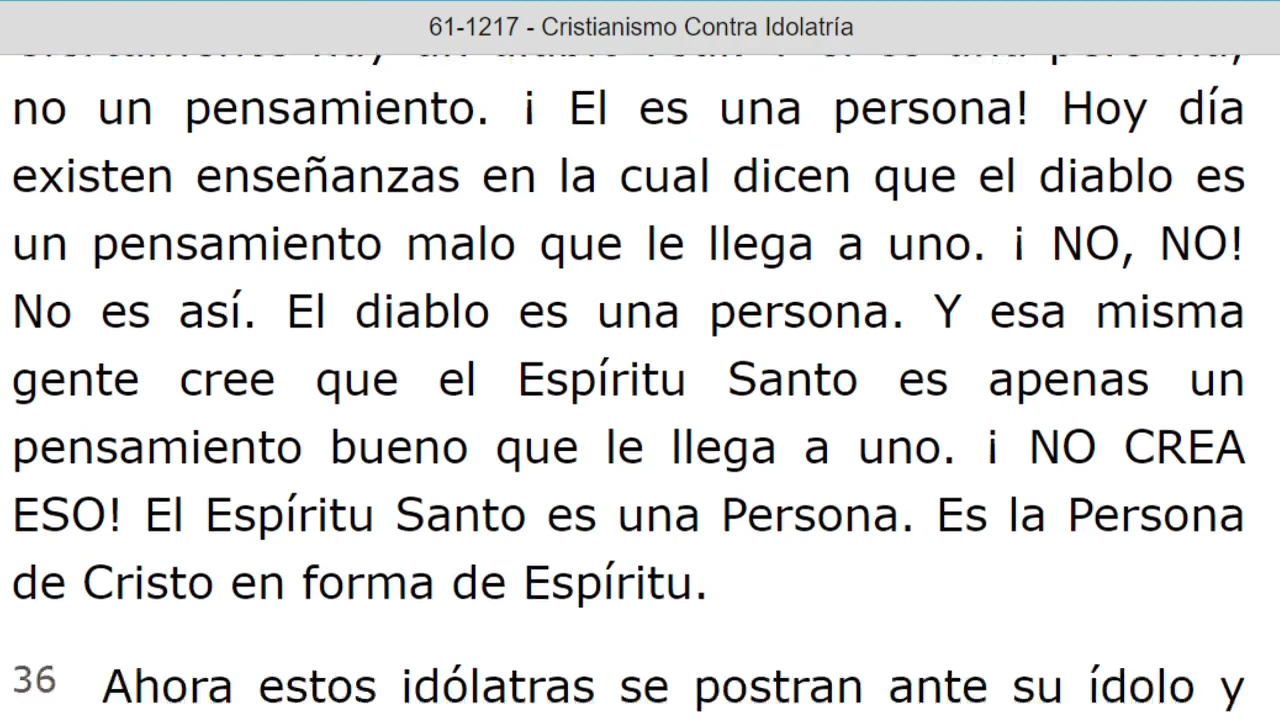 61-1217 - Cristianismo Contra Idolatría
no un pensamiento. ¡ El es una persona! Hoy día
existen enseñanzas en la cual dicen que el diablo es
un pensamiento malo que le llega a uno. ¡ NO, NO!
No es así. El diablo es una persona. Y esa misma
gente cree que el Espíritu Santo es apenas un
pensamiento bueno que le llega a uno. ¡ NO CREA
ESO! El Espíritu Santo es una Persona. Es la Persona
de Cristo en forma de Espíritu.
36 Ahora estos idólatras se postran ante su ídolo y